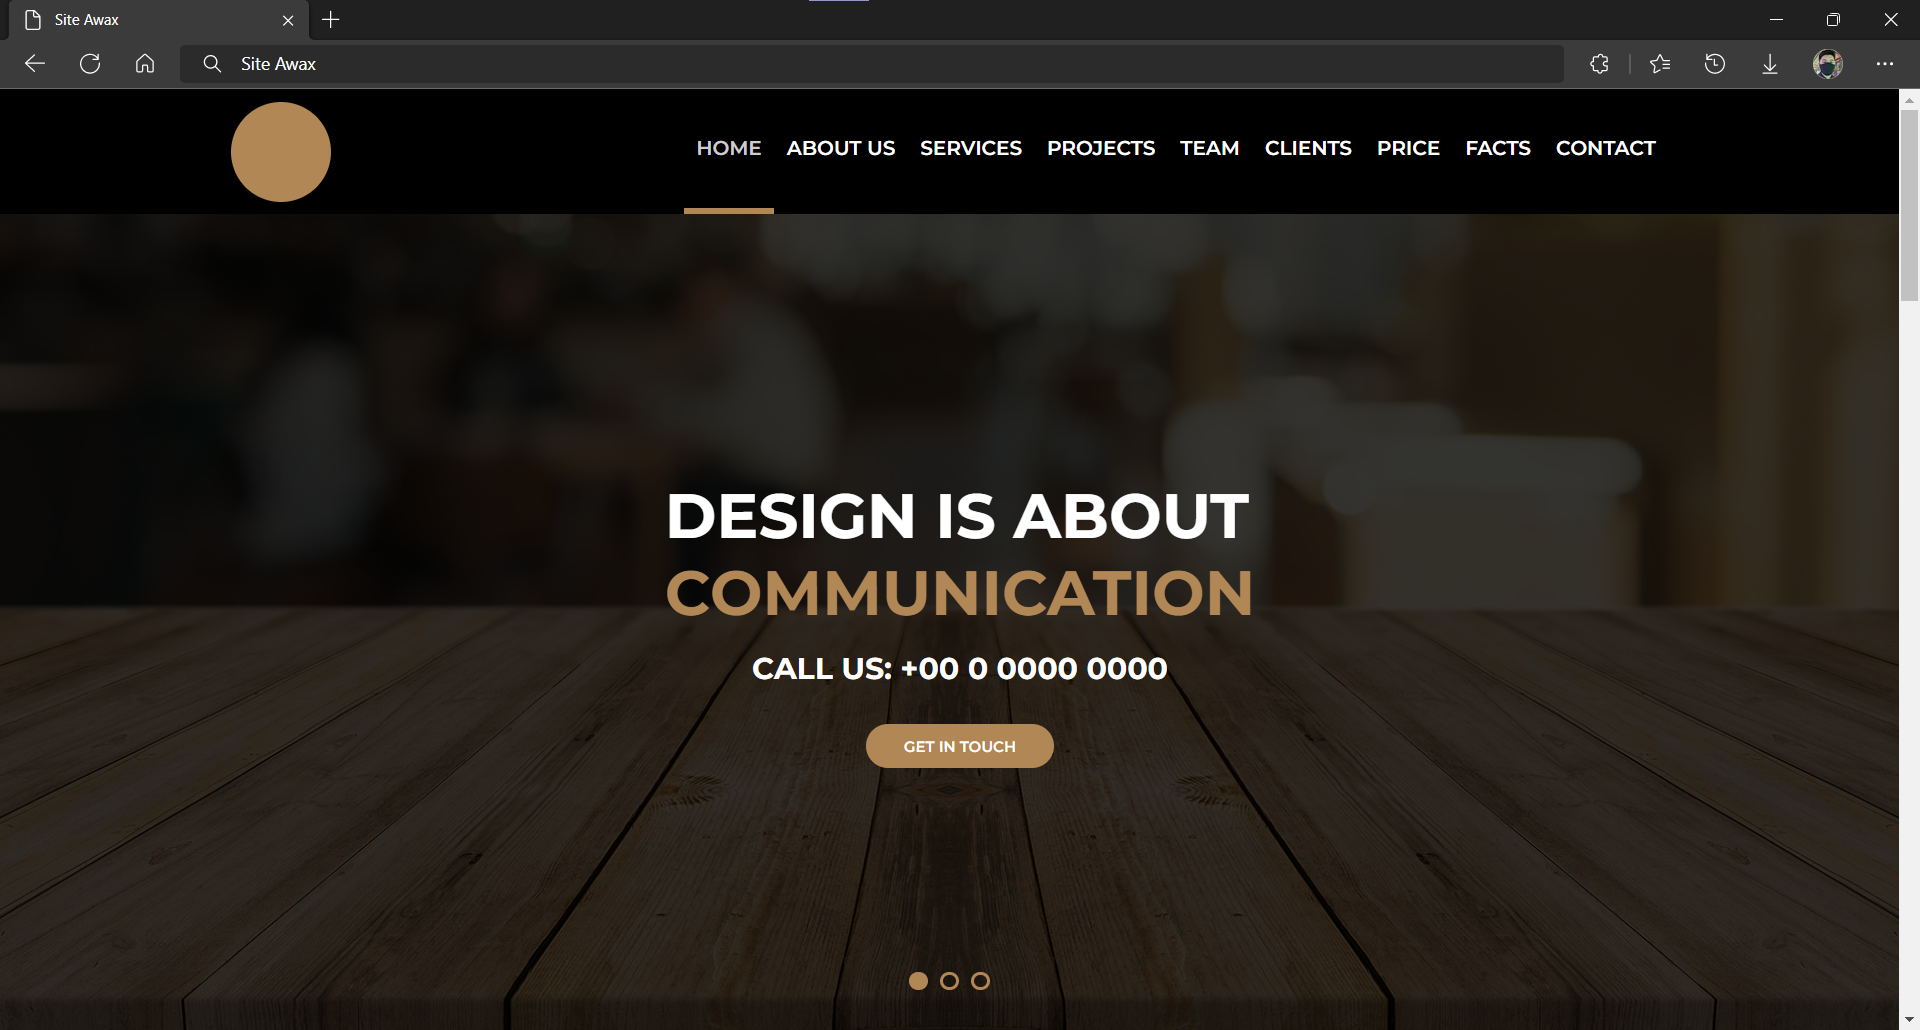 Site Awax
Site Awax
HOME ABOUT US SERVICES PROJECTS TEAM CLIENTS PRICE FACTS CONTACT
DESIGN IS ABOUT
COMMUNICATION
CALL US: +00 0 0000 0000
GET IN TOUCH